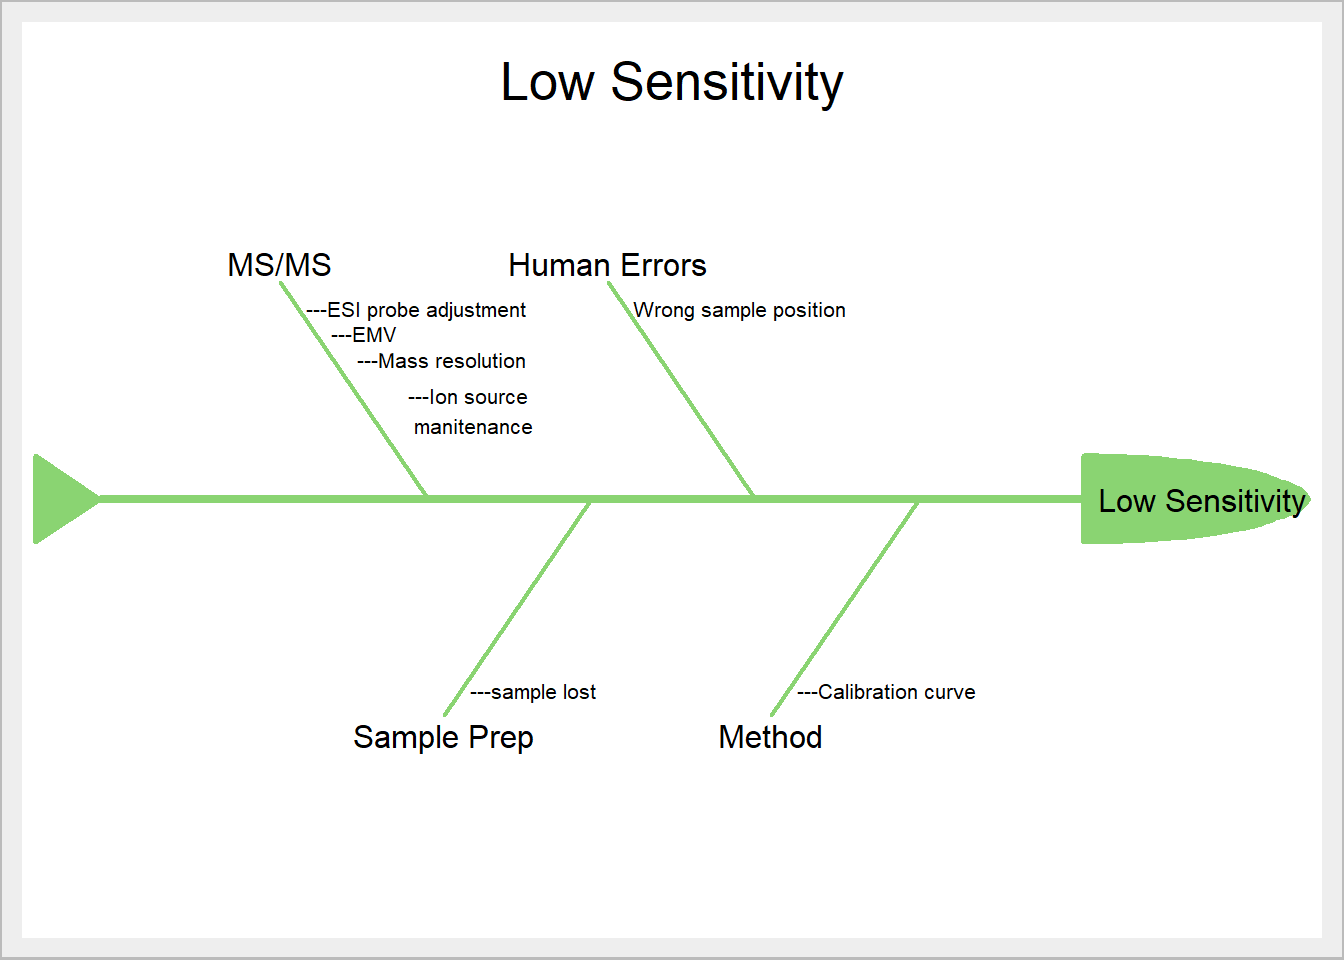 Low Sensitivity
MS/MS
Human Errors
---ESI probe adjustment
Wrong sample position
---EMV
---Mass resolution
---Ion source
manitenance
Low Sensitivity
---sample lost
---Calibration curve
Sample Prep
Method